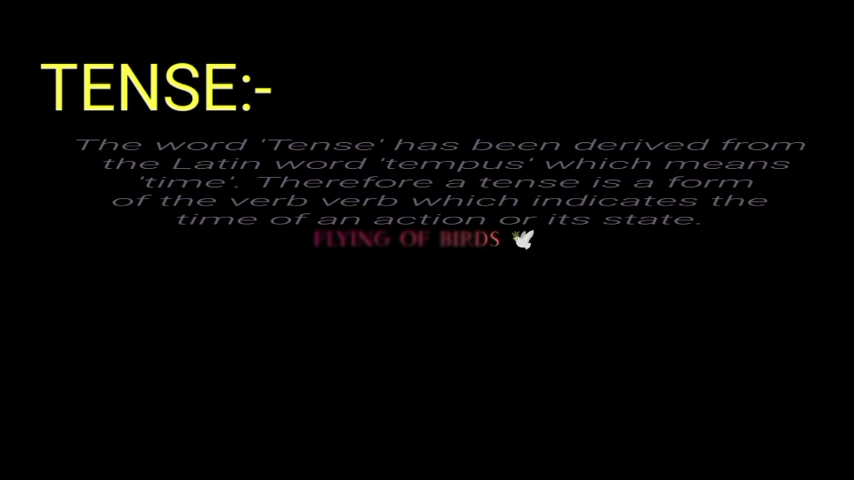 TENSE:-
The word 'Tense' has been derived from
the Latin word 'tempus' which means
'time'. Therefore a tense is a form
of the verb verb which indicates the
time of an action or its state.
FLYING OF BIRDS 🕊️